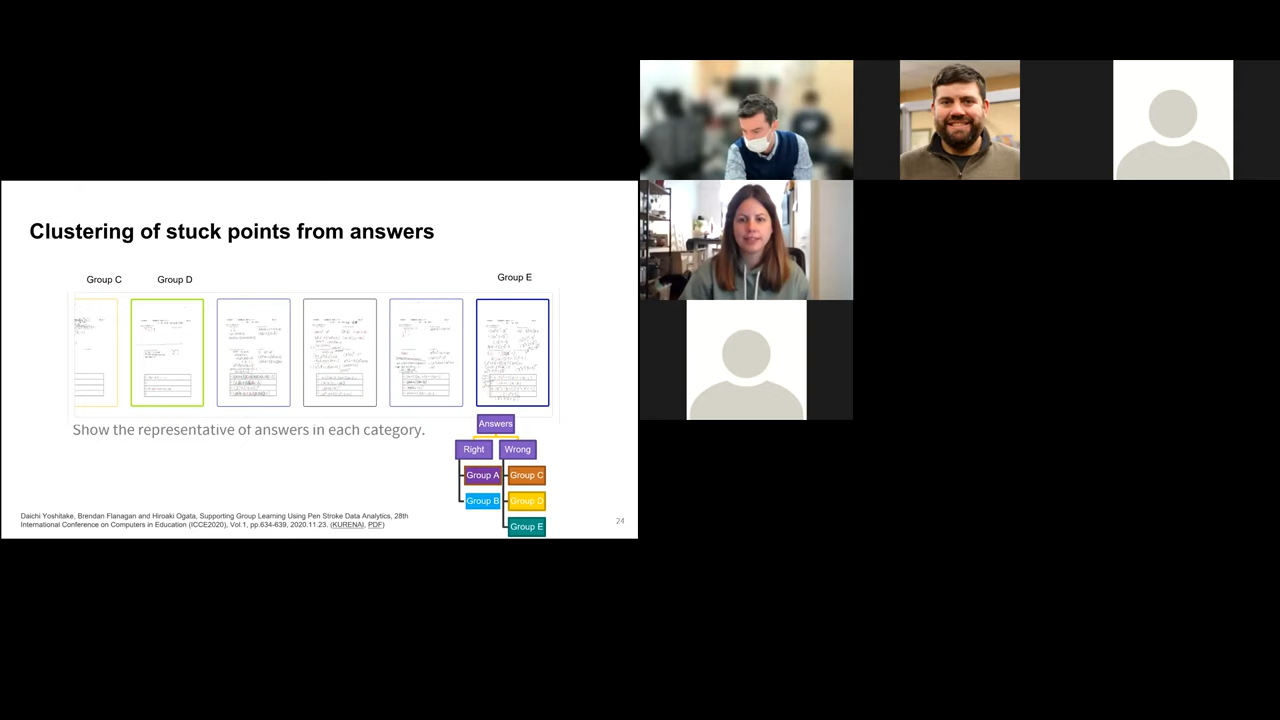 Clustering of stuck points from answers
Group C
Group D
Group E
Show the representative of answers in each category.
Answers
Right
Wrong
Group A
Group C
Group B
Group D
Group E
Daichi Yoshitake, Brendan Flanagan and Hiroaki Ogata, Supporting Group Learning Using Pen Stroke Data Analytics, 28th
International Conference on Computers in Education (ICCE2020), Vol.1, pp.634-639, 2020.11.23. (KURENAI, PDF)
24